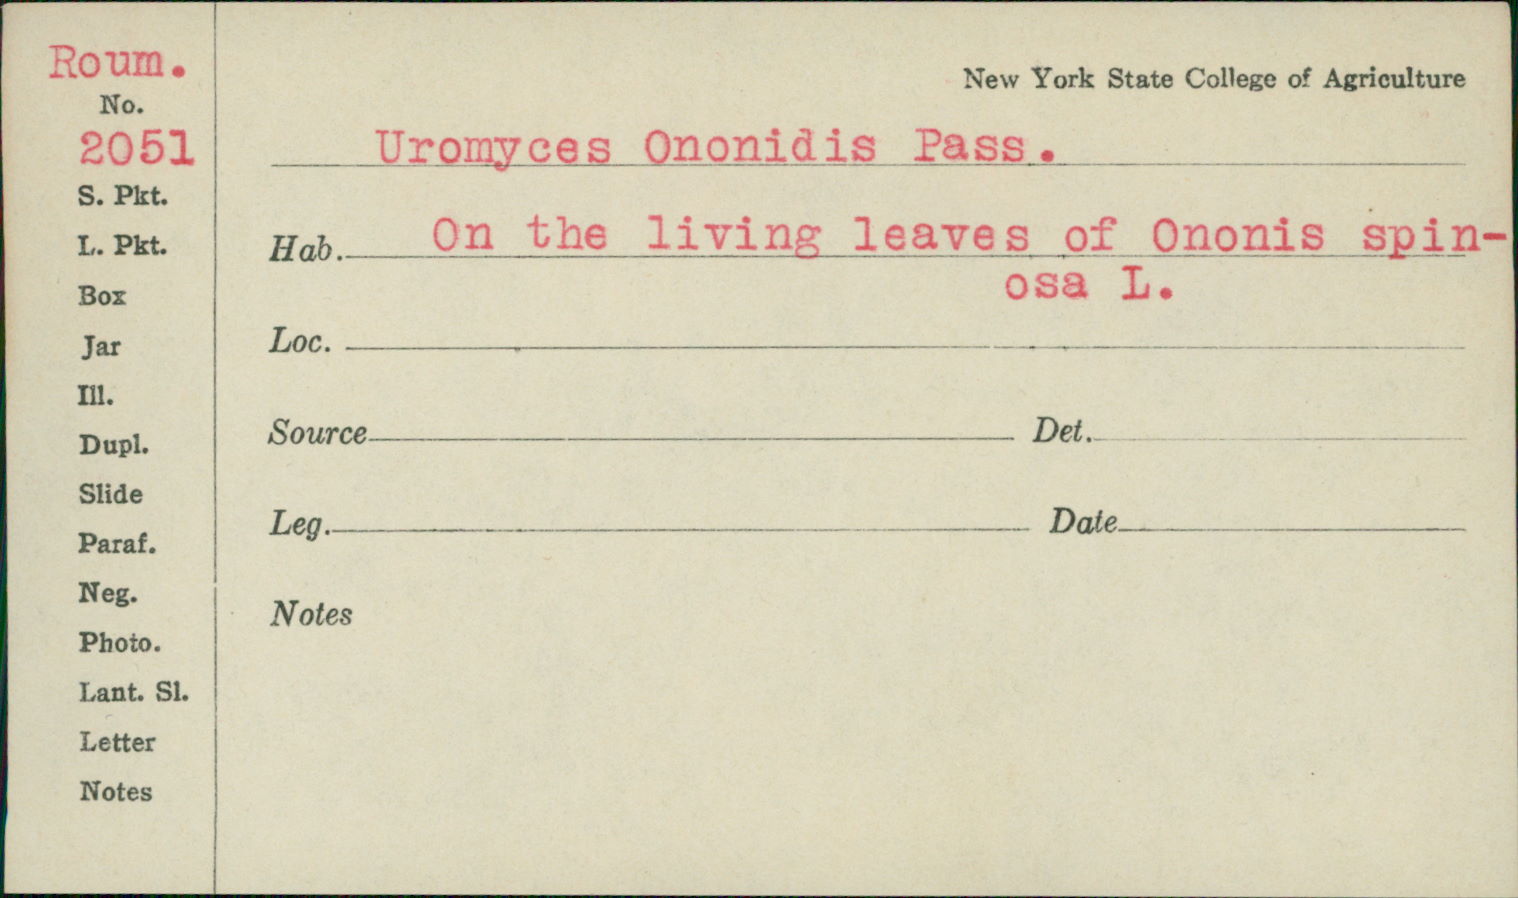 Roum.
No.
2051
S. Pkt.
L. Pkt.
Box
Jar
Ill.
Dupl.
Slide
Paraf.
Neg.
Photo.
Lant. Sl.
Letter
Notes
New York State College of Agriculture
Uromyces Ononidis Pass.
Hab. On the living leaves of Ononis spin-
osa L.
Loc.
Source Det.
Leg. Date
Notes